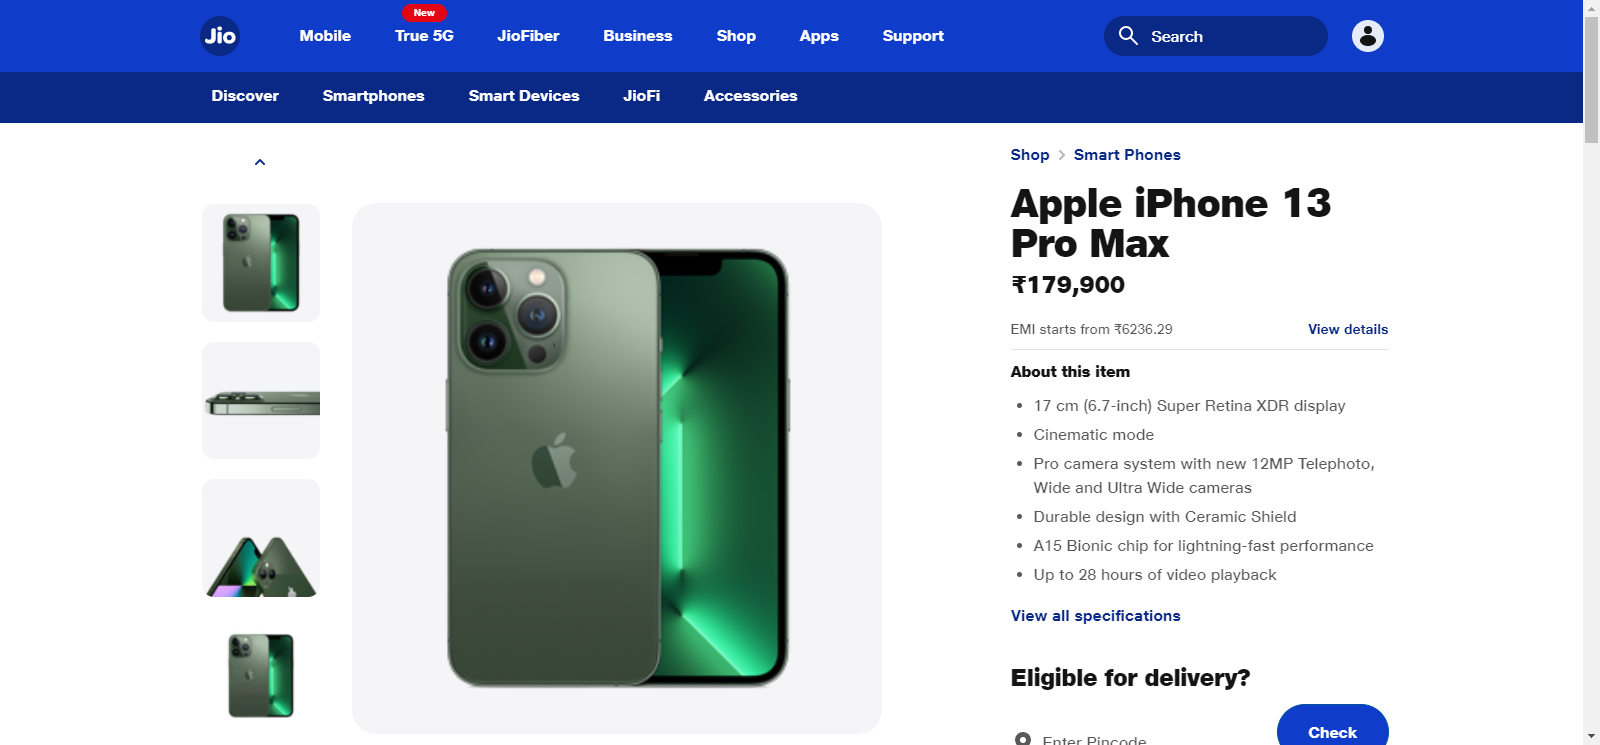 New
Jio
Mobile
True 5G
JioFiber
Business
Shop
Apps
Support
Search
Discover
Smartphones
Smart Devices
JioFi
Accessories
Shop > Smart Phones
Apple iPhone 13
Pro Max
₹179,900
EMI starts from ₹6236.29
View details
About this item
• 17 cm (6.7-inch) Super Retina XDR display
• Cinematic mode
• Pro camera system with new 12MP Telephoto,
Wide and Ultra Wide cameras
• Durable design with Ceramic Shield
• A15 Bionic chip for lightning-fast performance
• Up to 28 hours of video playback
View all specifications
Eligible for delivery?
Enter Pincode
Check